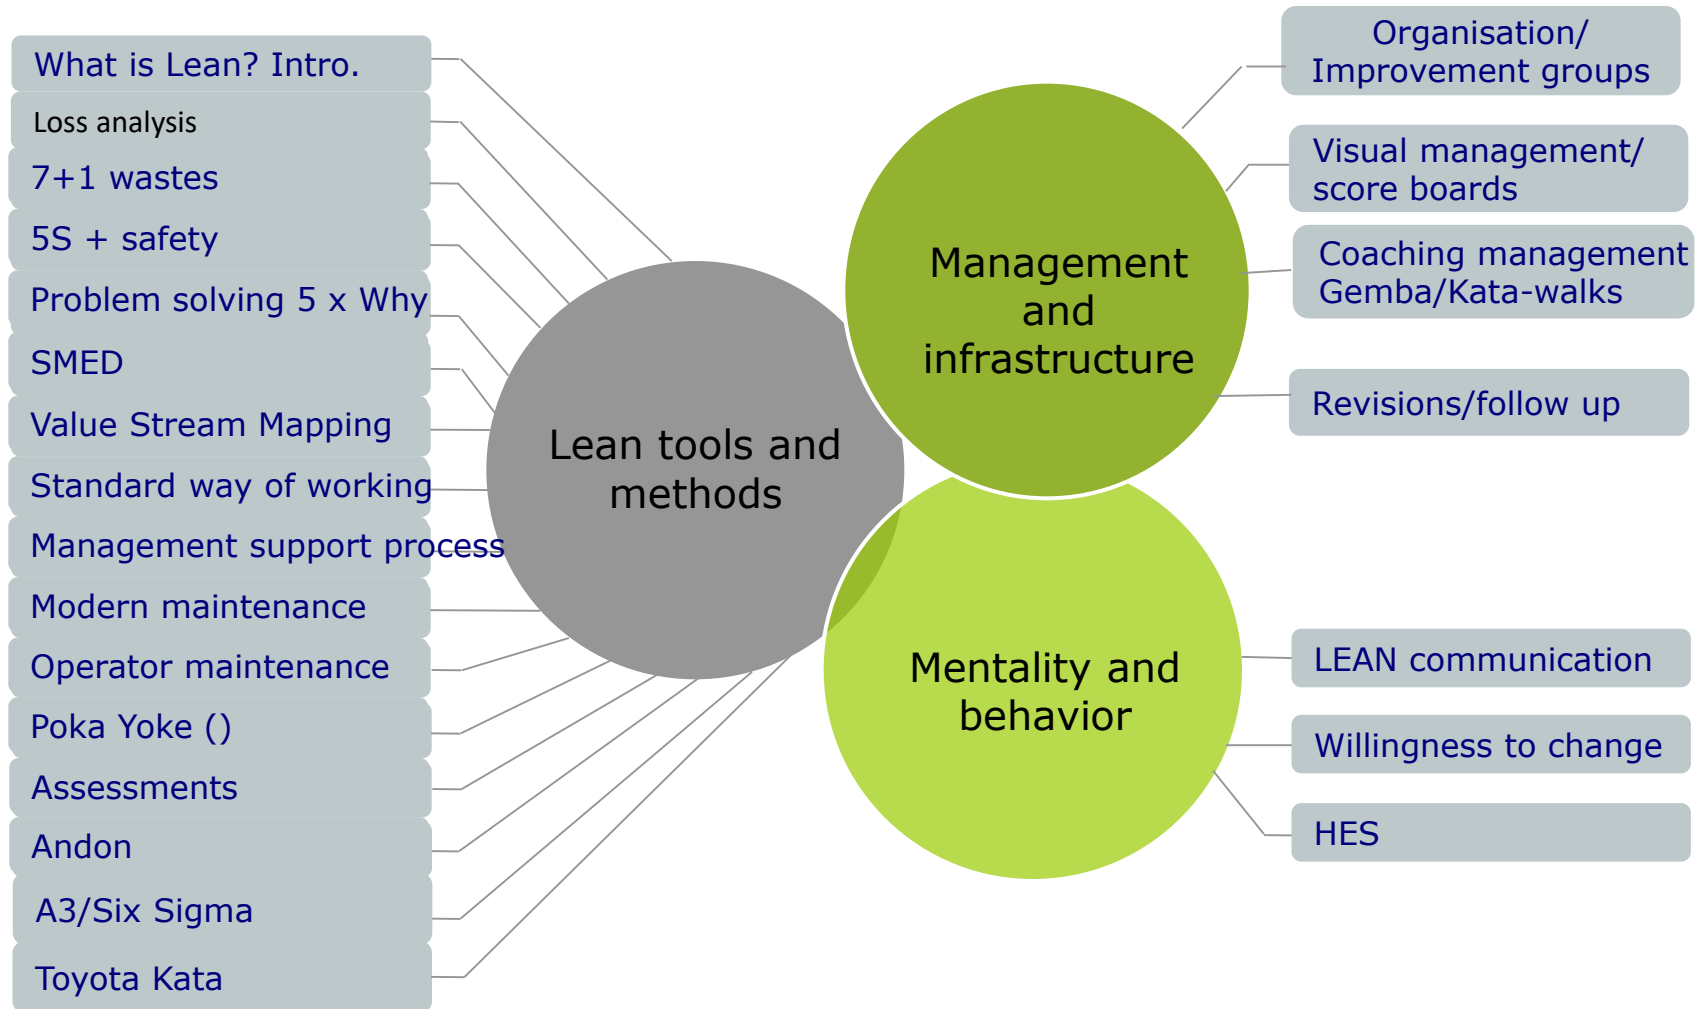 What is Lean? Intro.
Loss analysis
7+1 wastes
5S + safety
Problem solving 5 x Why
SMED
Value Stream Mapping
Standard way of working
Management support process
Modern maintenance
Operator maintenance
Poka Yoke ()
Assessments
Andon
A3/Six Sigma
Toyota Kata
Lean tools and
methods
Management
and
infrastructure
Mentality and
behavior
Organisation/
Improvement groups
Visual management/
score boards
Coaching management
Gemba/Kata-walks
Revisions/follow up
LEAN communication
Willingness to change
HES